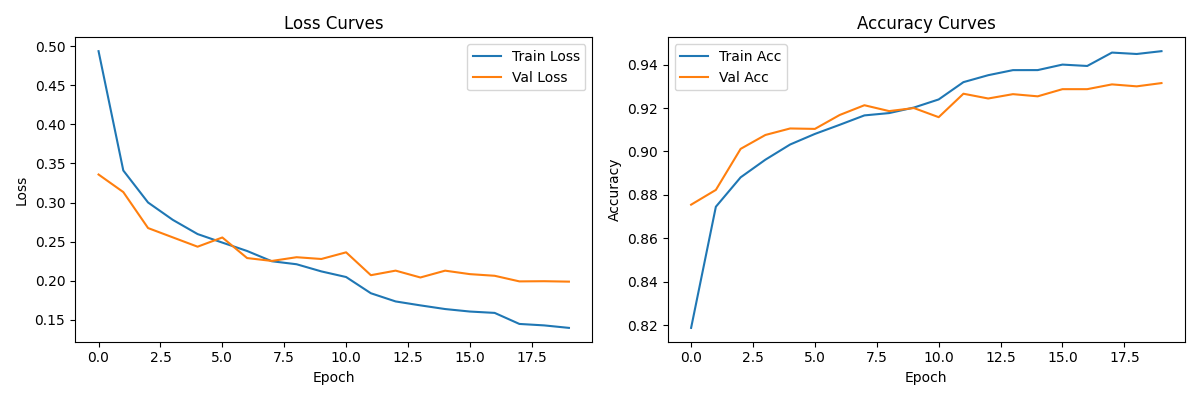 Loss Curves
Train Loss
Val Loss
Loss
0.50
0.45
0.40
0.35
0.30
0.25
0.20
0.15
0.0 2.5 5.0 7.5 10.0 12.5 15.0 17.5
Epoch
Accuracy Curves
Train Acc
Val Acc
Accuracy
0.94
0.92
0.90
0.88
0.86
0.84
0.82
0.0 2.5 5.0 7.5 10.0 12.5 15.0 17.5
Epoch